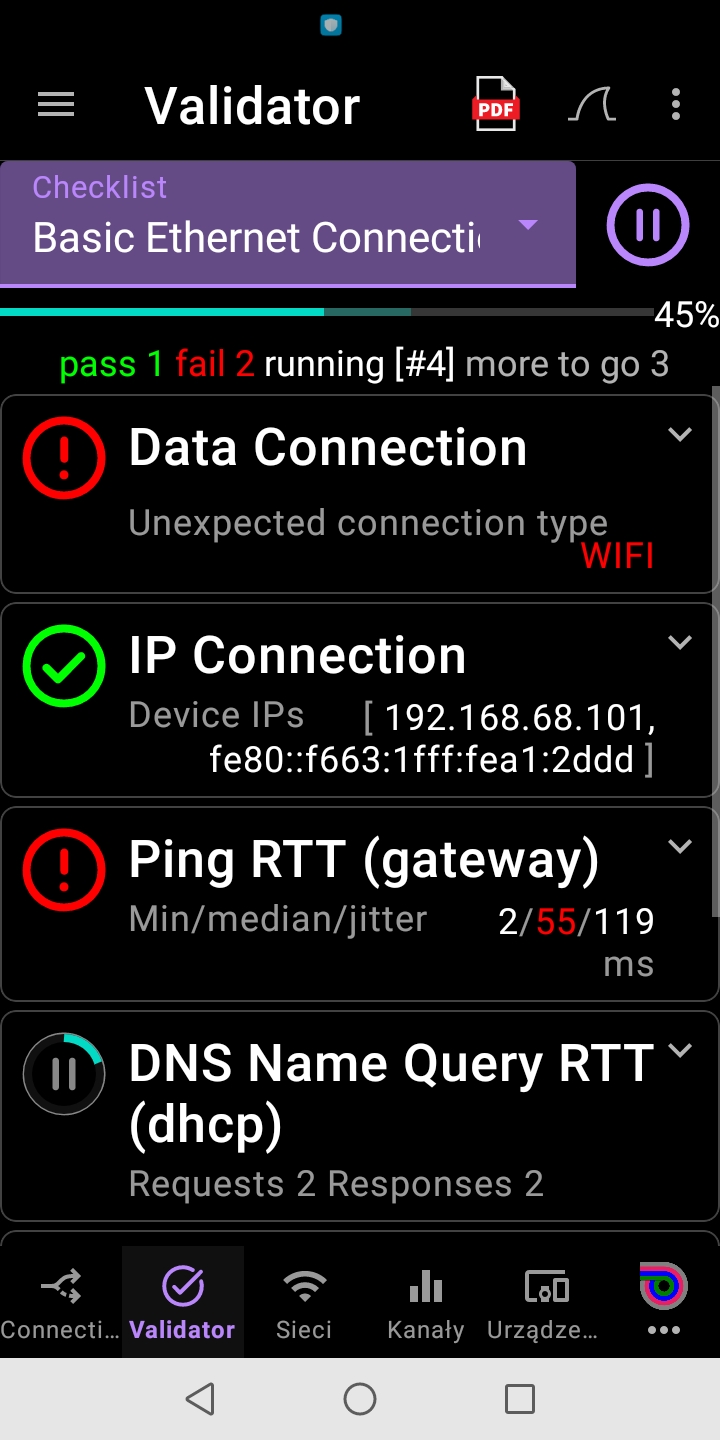 Validator
PDF
Checklist
Basic Ethernet Connecti
45%
pass 1 fail 2 running [#4] more to go 3
Data Connection
Unexpected connection type
WIFI
IP Connection
Device IPs [ 192.168.68.101,
fe80::f663:1fff:fea1:2ddd ]
Ping RTT (gateway)
Min/median/jitter 2/55/119
ms
DNS Name Query RTT
(dhcp)
Requests 2 Responses 2
Connecti… Validator Sieci Kanały Urządze…